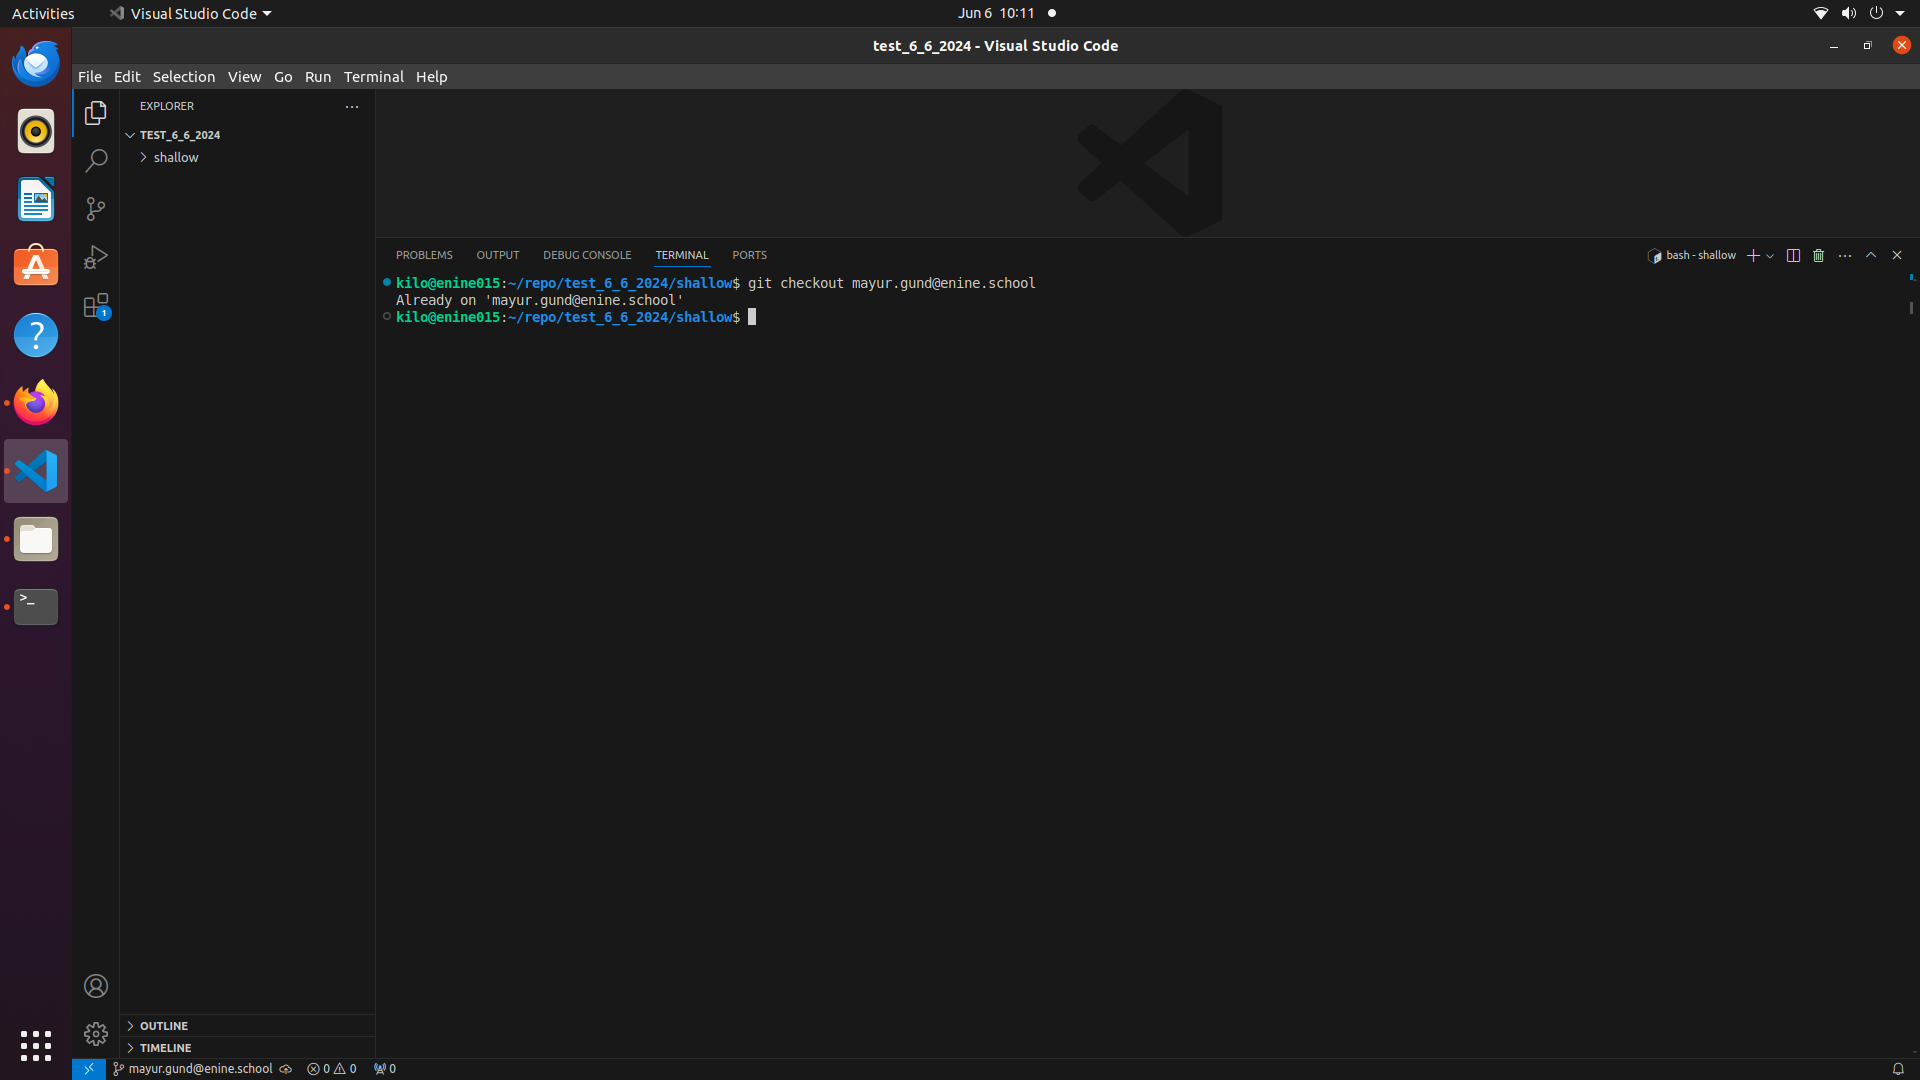 Activities
Visual Studio Code
Jun 6 10:11
test_6_6_2024 - Visual Studio Code
File Edit Selection View Go Run Terminal Help
EXPLORER
TEST_6_6_2024
shallow
PROBLEMS OUTPUT DEBUG CONSOLE TERMINAL PORTS
bash - shallow
kilo@enine015:~/repo/test_6_6_2024/shallow$ git checkout mayur.gund@enine.school
Already on 'mayur.gund@enine.school'
kilo@enine015:~/repo/test_6_6_2024/shallow$
1
>_
OUTLINE
TIMELINE
mayur.gund@enine.school 0 0 0